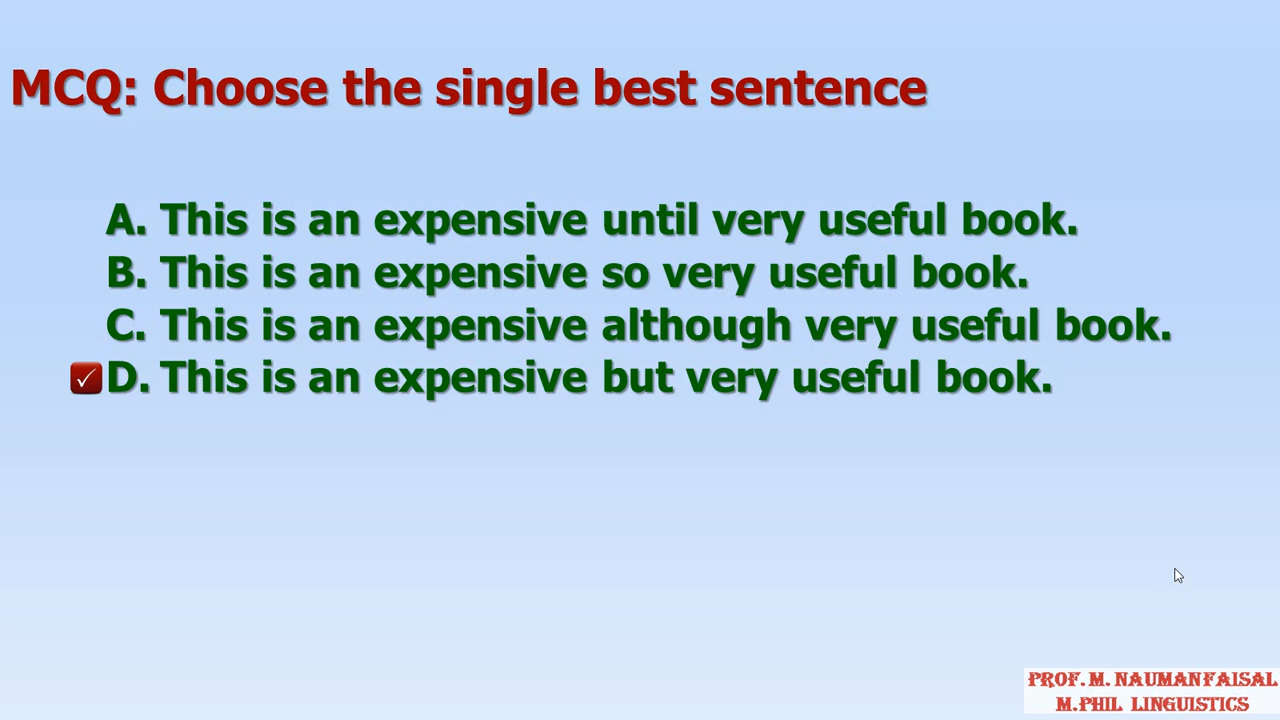 MCQ: Choose the single best sentence
A. This is an expensive until very useful book.
B. This is an expensive so very useful book.
C. This is an expensive although very useful book.
D. This is an expensive but very useful book.
PROF. M. NAUMAN FAISAL
M.PHIL LINGUISTICS